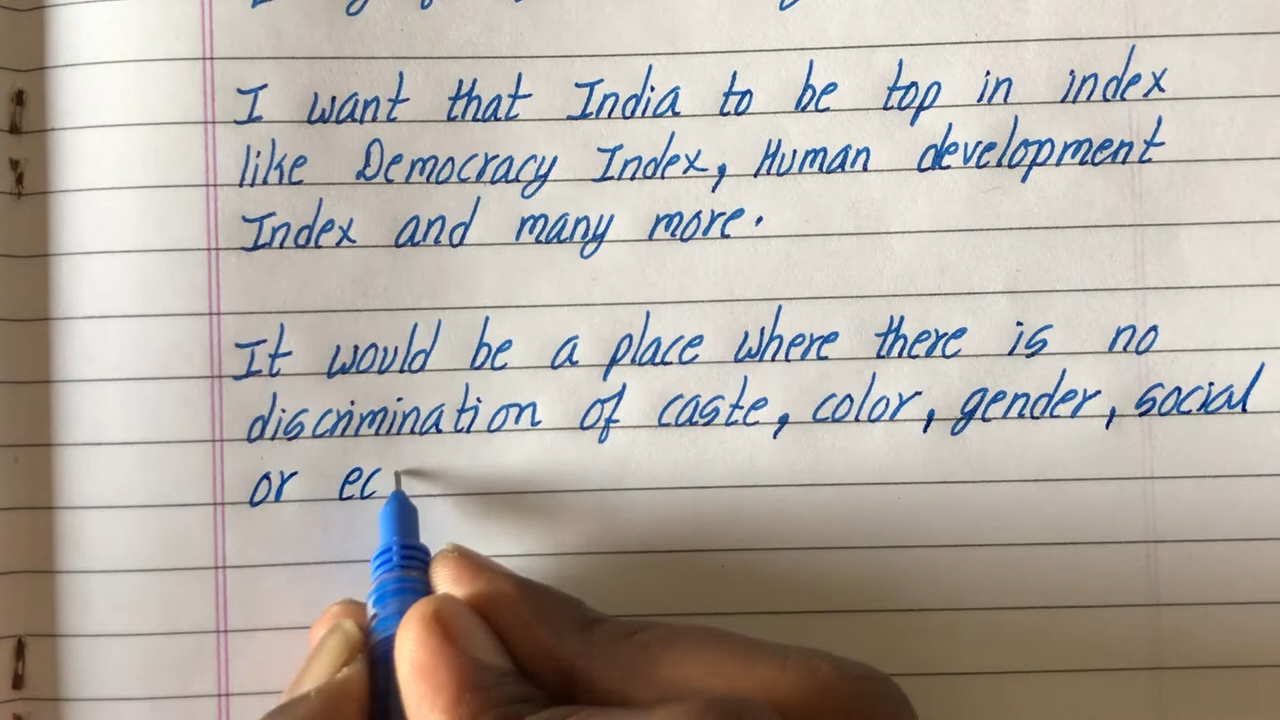 I want that India to be top in index
like Democracy Index, Human development
Index and many more.
It would be a place where there is no
discrimination of caste, color, gender, social
or ec